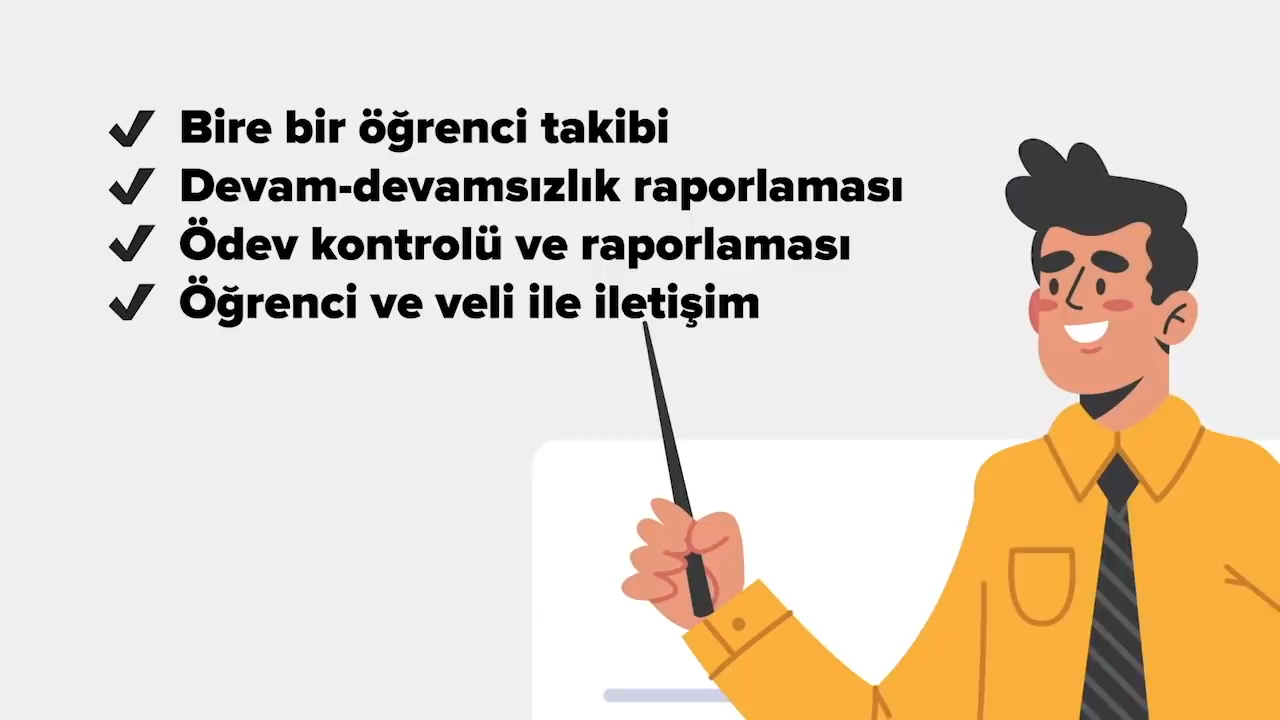 Bire bir öğrenci takibi
Devam-devamsızlık raporlaması
Ödev kontrolü ve raporlaması
Öğrenci ve veli ile iletişim